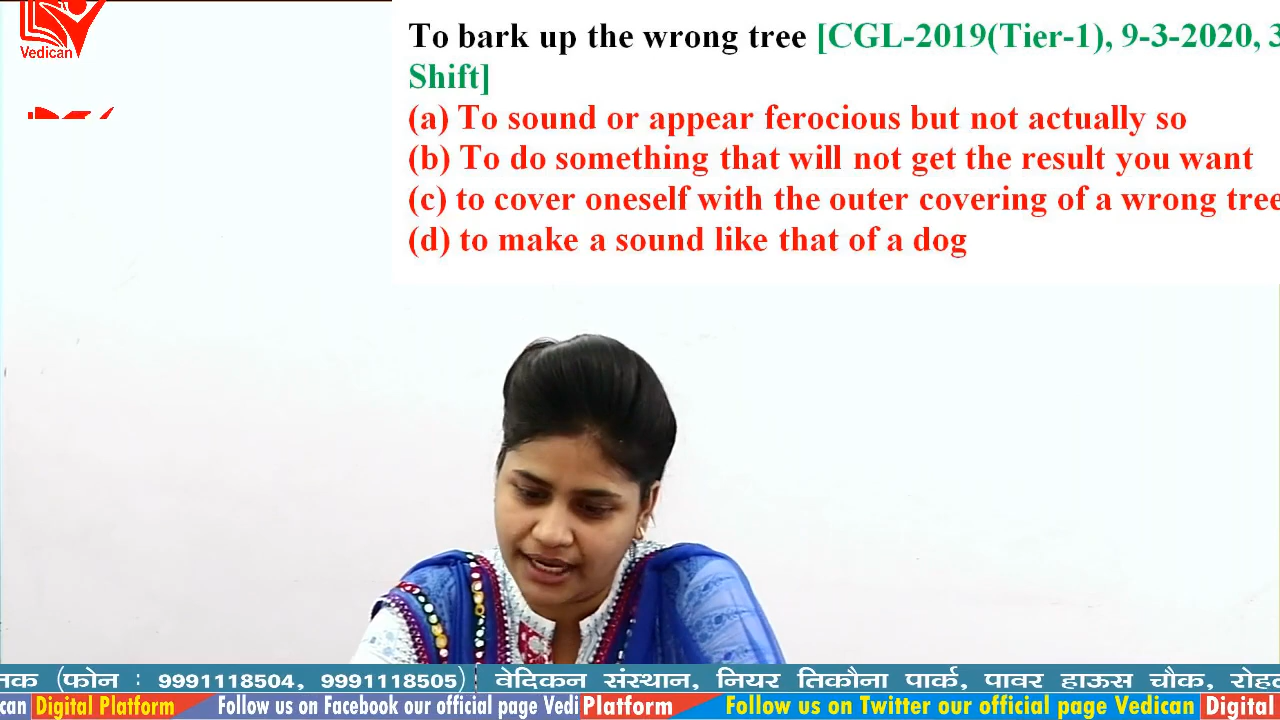 Vedican
To bark up the wrong tree [CGL-2019(Tier-1), 9-3-2020, 3
Shift]
(a) To sound or appear ferocious but not actually so
(b) To do something that will not get the result you want
(c) to cover oneself with the outer covering of a wrong tree
(d) to make a sound like that of a dog
नक (फोन : 9991118504, 9991118505) वेदिकन संस्थान, नियर तिकौना पार्क, पावर हाऊस चौक, रोहत
can Digital Platform Follow us on Facebook our official page Vedi Platform Follow us on Twitter our official page Vedican Digital